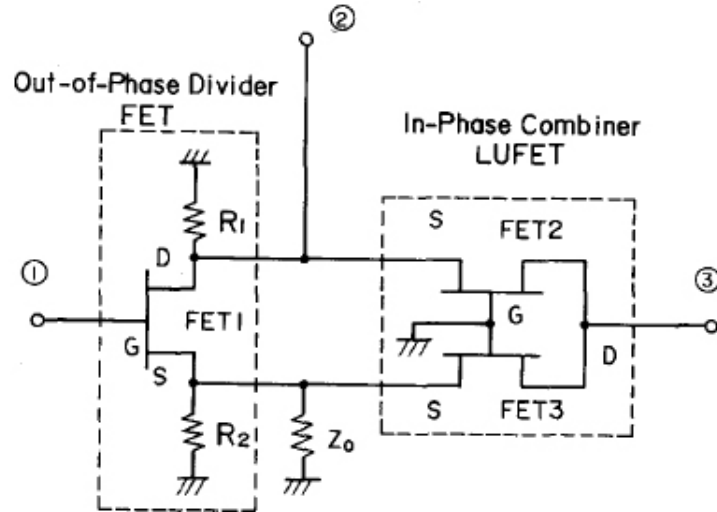 ②
Out-of-Phase Divider
FET
In-Phase Combiner
LUFET
R1
S
FET2
D
①
③
FET1
G
G
D
S
S
FET3
R2
Zo